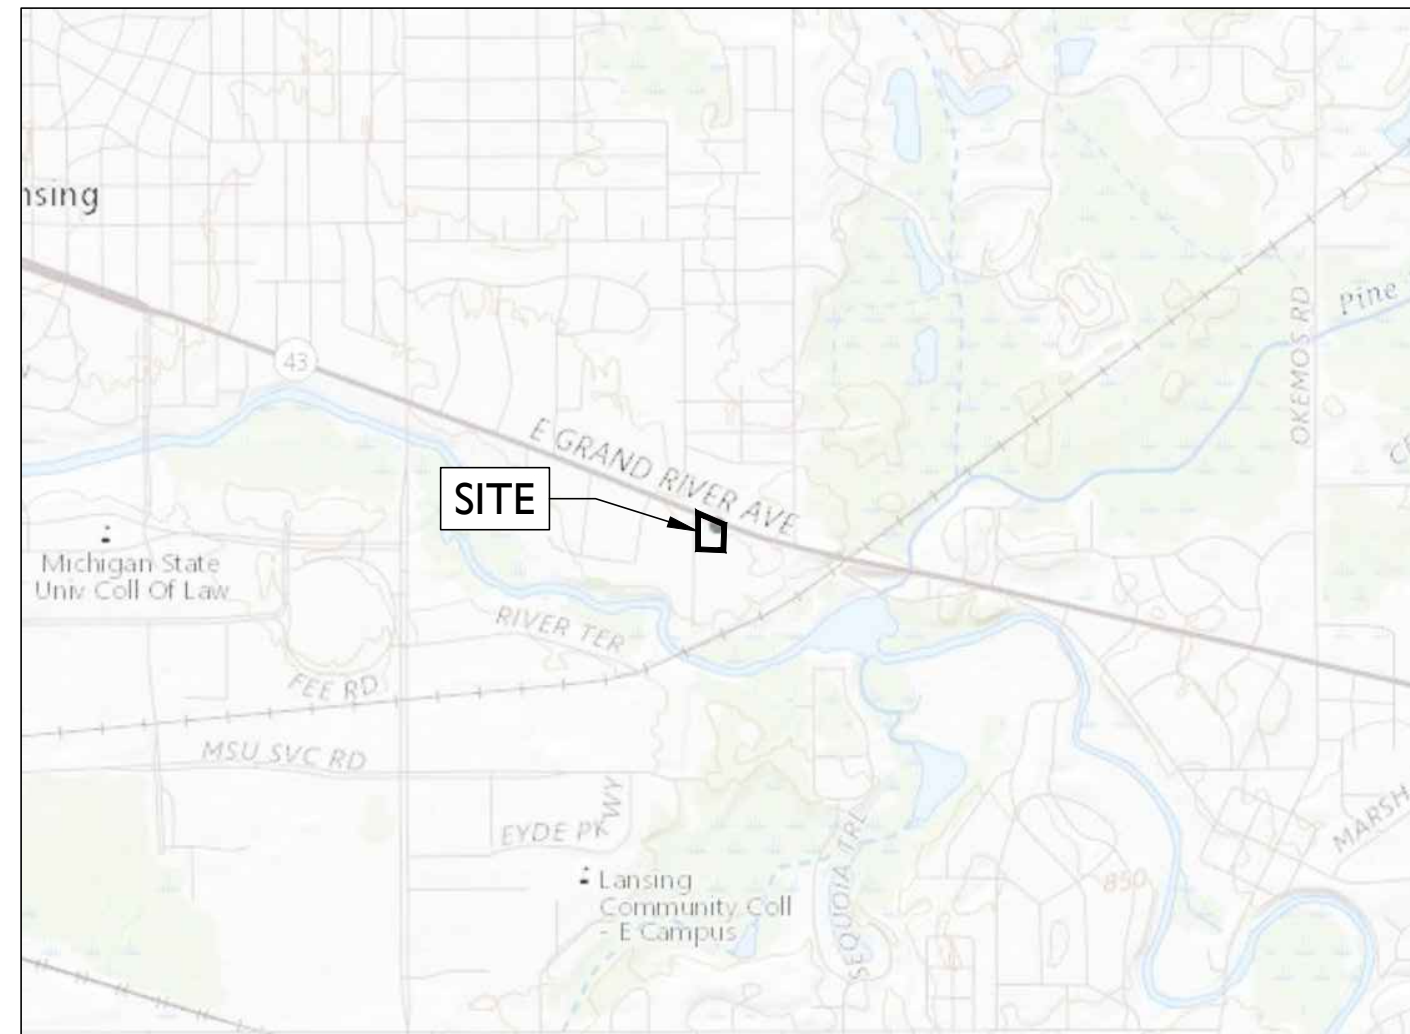 nsing
43
Pine
OKEMOS RD
E GRAND RIVER AVE
SITE
Michigan State
Univ Coll Of Law
RIVER TER
FEE RD
MSU SVC RD
EYDE PKWY
MARSH
SEQUOIA TRL
850
Lansing
Community Coll
- E Campus